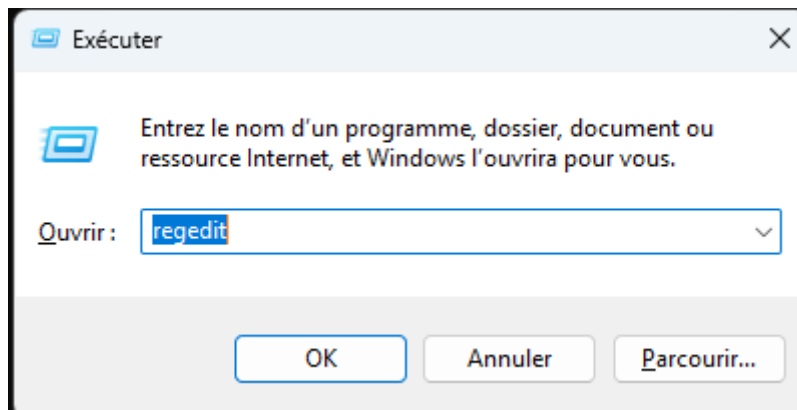 Exécuter
Entrez le nom d’un programme, dossier, document ou
ressource Internet, et Windows l’ouvrira pour vous.
Ouvrir : regedit
OK Annuler Parcourir...